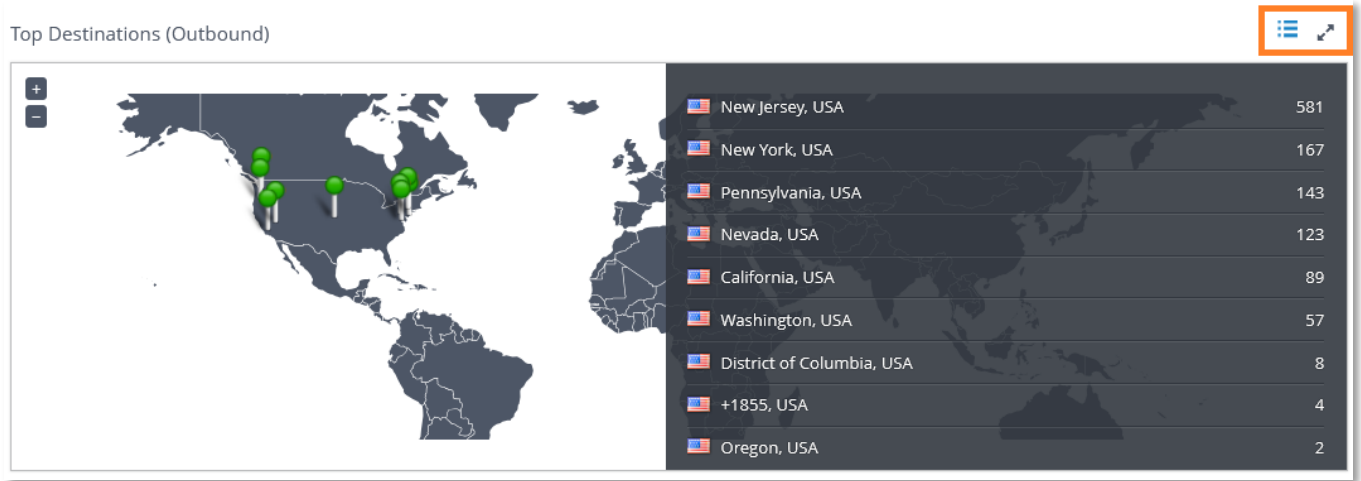 Top Destinations (Outbound)
+
−
New Jersey, USA 581
New York, USA 167
Pennsylvania, USA 143
Nevada, USA 123
California, USA 89
Washington, USA 57
District of Columbia, USA 8
+1855, USA 4
Oregon, USA 2